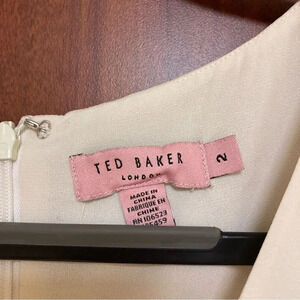 TED BAKER
LONDON
2
MADE IN
CHINA
FABRIQUE EN
CHINE
RN 106523